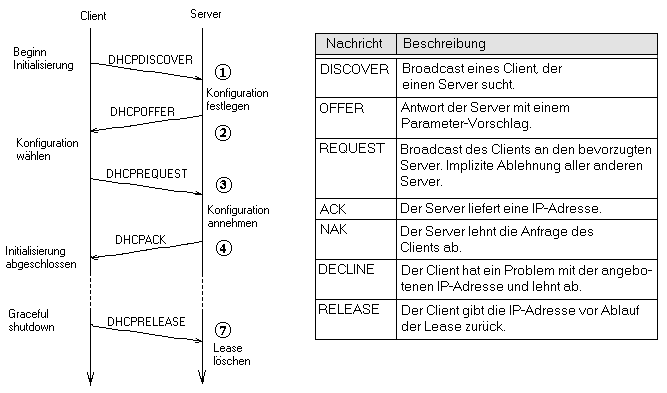 Client Server
Beginn
Initialisierung
DHCPDISCOVER
1
Konfiguration
festlegen
DHCPOFFER
2
Konfiguration
wählen
DHCPREQUEST
3
Konfiguration
annehmen
DHCPACK
4
Initialisierung
abgeschlossen
Graceful
shutdown
DHCPRELEASE
7
Lease
löschen
Nachricht Beschreibung
DISCOVER Broadcast eines Client, der
einen Server sucht.
OFFER Antwort der Server mit einem
Parameter-Vorschlag.
REQUEST Broadcast des Clients an den bevorzugten
Server. Implizite Ablehnung aller anderen
Server.
ACK Der Server liefert eine IP-Adresse.
NAK Der Server lehnt die Anfrage des
Clients ab.
DECLINE Der Client hat ein Problem mit der angebo-
tenen IP-Adresse und lehnt ab.
RELEASE Der Client gibt die IP-Adresse vor Ablauf
der Lease zurück.